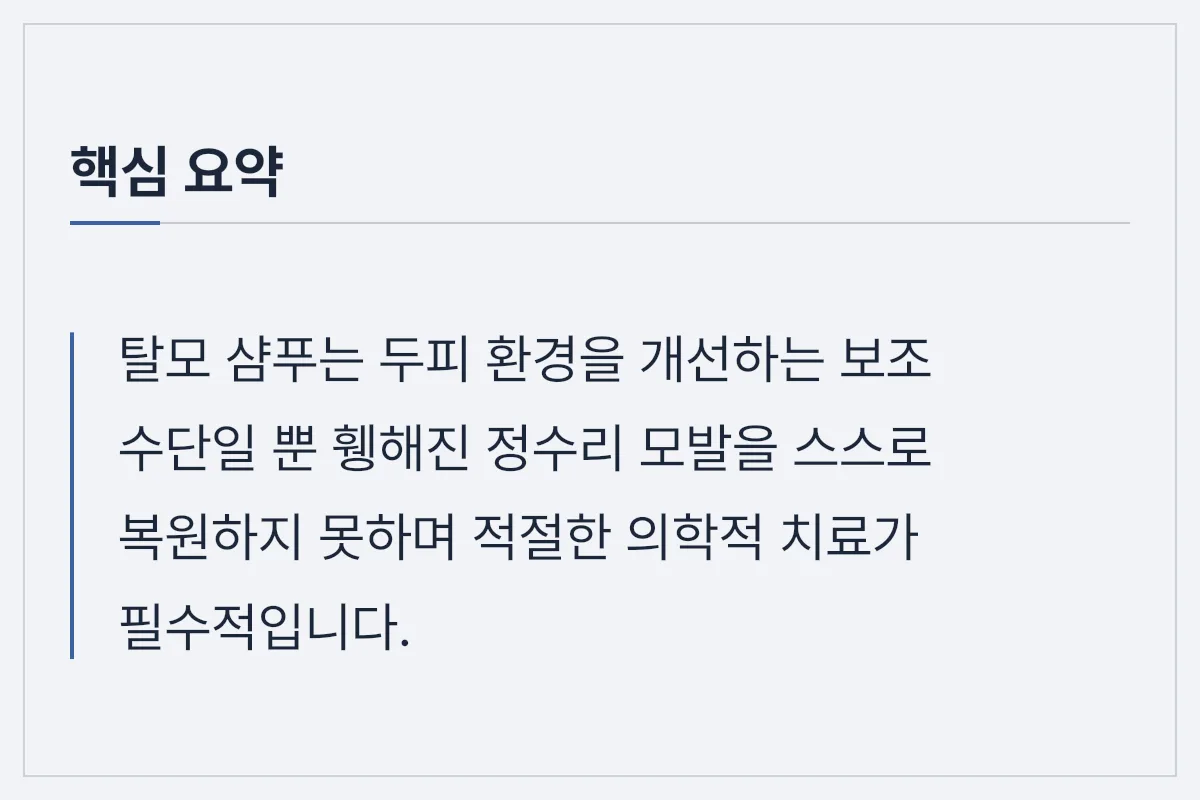 핵심 요약
탈모 샴푸는 두피 환경을 개선하는 보조
수단일 뿐 휑해진 정수리 모발을 스스로
복원하지 못하며 적절한 의학적 치료가
필수적입니다.